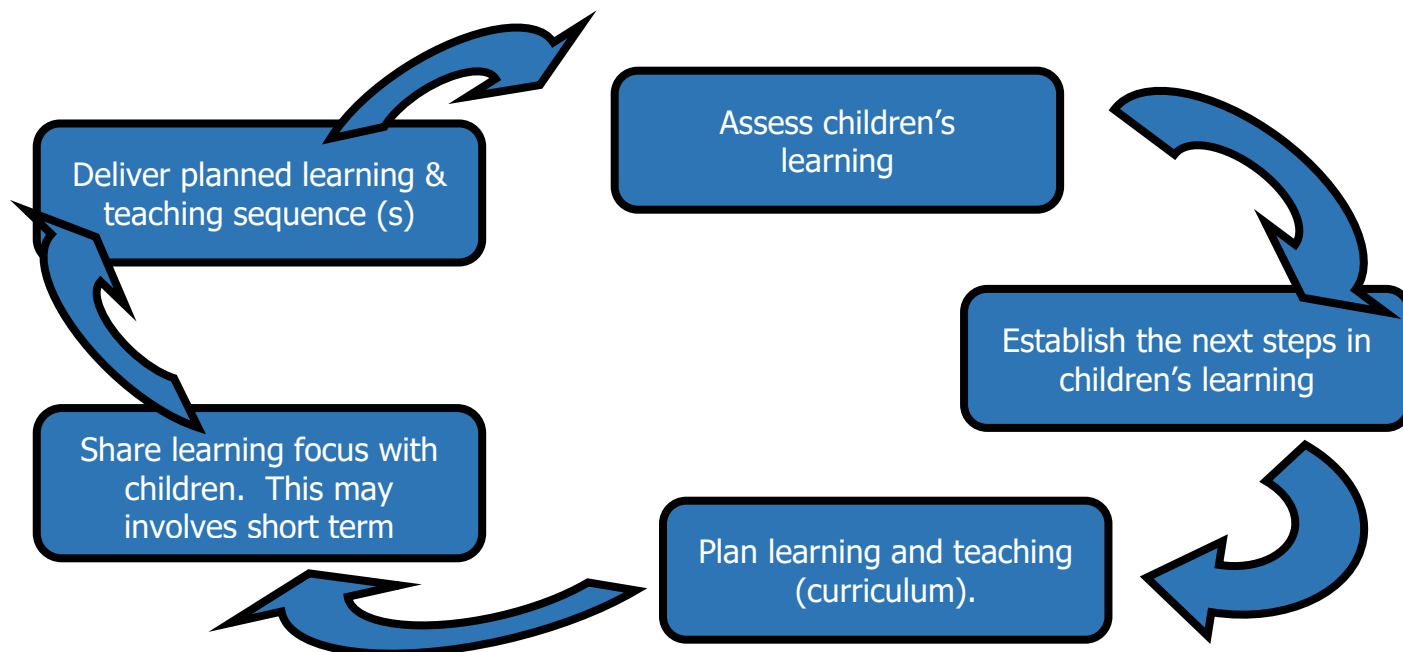 Assess children’s
learning
Establish the next steps in
children’s learning
Plan learning and teaching
(curriculum).
Share learning focus with
children.  This may
involves short term
Deliver planned learning &
teaching sequence (s)